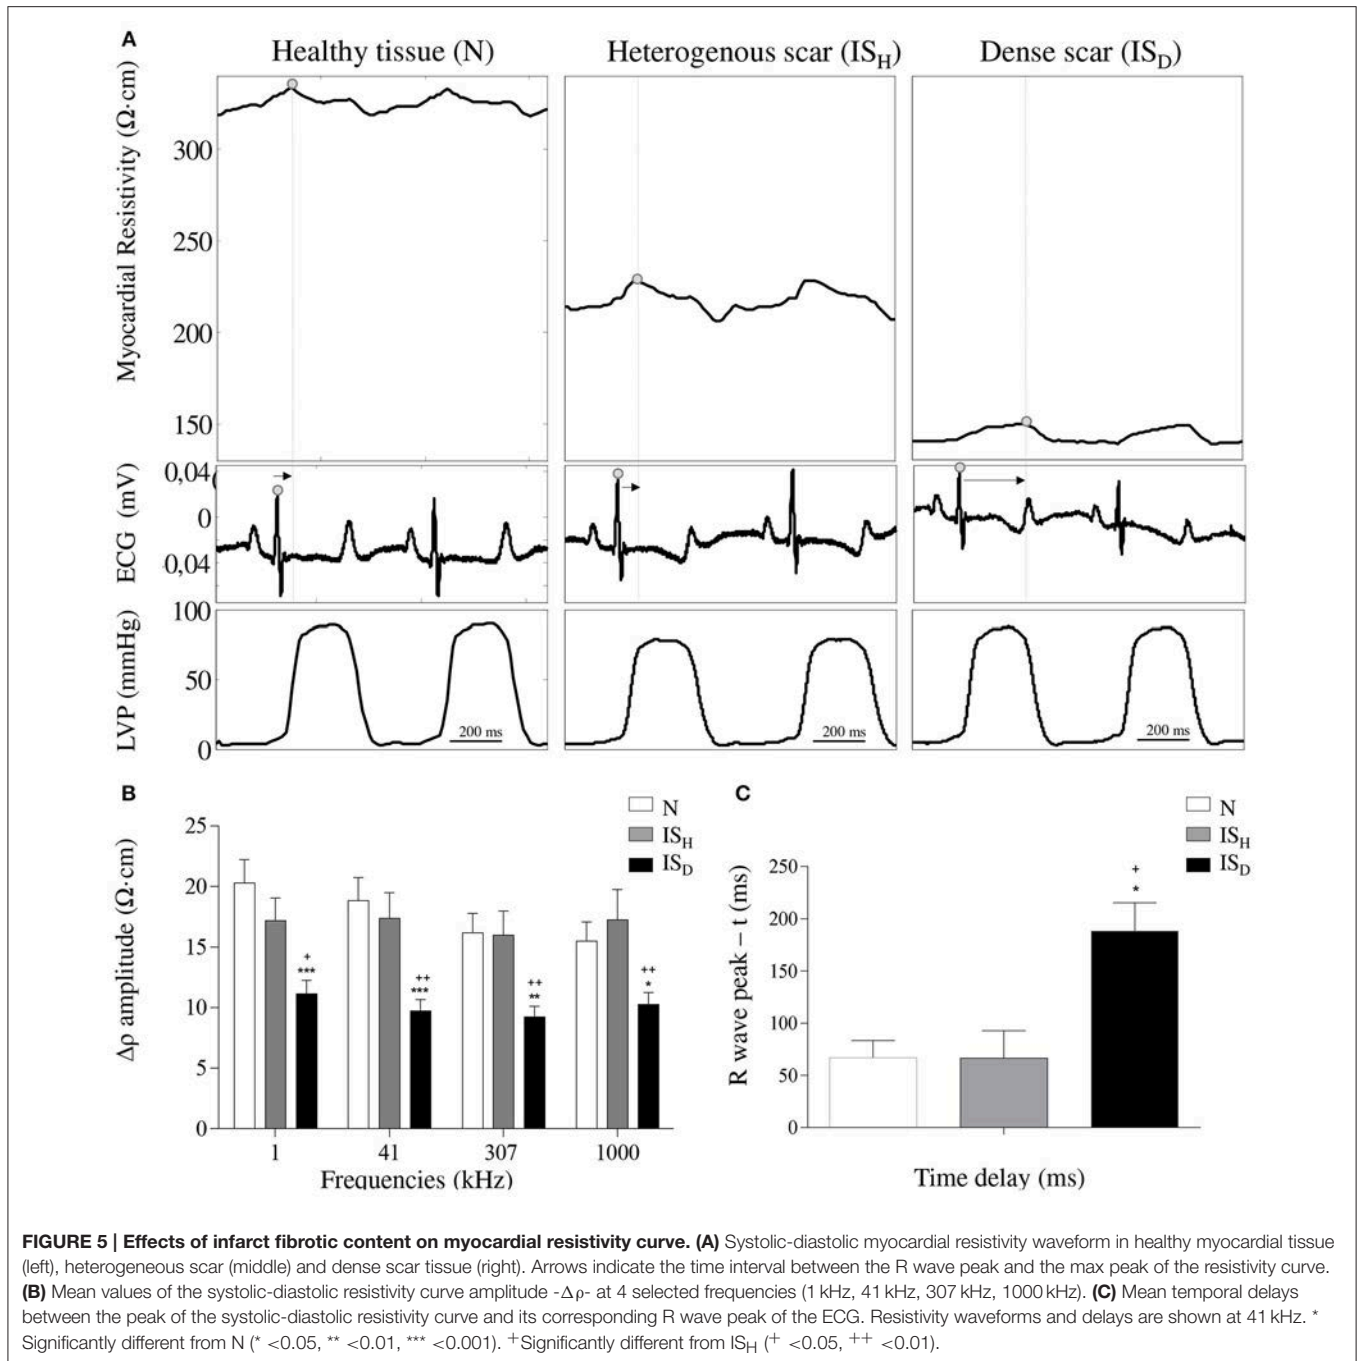 A
Healthy tissue (N)
Heterogenous scar (ISH)
Dense scar (ISD)
Myocardial Resistivity (Ω·cm)
300
250
200
150
ECG (mV)
0,04
0
0,04
LVP (mmHg)
100
50
0
200 ms
200 ms
200 ms
B
N
ISH
ISD
Δρ amplitude (Ω·cm)
25
20
15
10
5
0
+
***
++
***
++
**
++
*
1
41
307
1000
Frequencies (kHz)
C
N
ISH
ISD
R wave peak – t (ms)
250
200
150
100
50
0
+
*
Time delay (ms)
FIGURE 5 | Effects of infarct fibrotic content on myocardial resistivity curve. (A) Systolic-diastolic myocardial resistivity waveform in healthy myocardial tissue
(left), heterogeneous scar (middle) and dense scar tissue (right). Arrows indicate the time interval between the R wave peak and the max peak of the resistivity curve.
(B) Mean values of the systolic-diastolic resistivity curve amplitude -Δρ- at 4 selected frequencies (1 kHz, 41 kHz, 307 kHz, 1000 kHz). (C) Mean temporal delays
between the peak of the systolic-diastolic resistivity curve and its corresponding R wave peak of the ECG. Resistivity waveforms and delays are shown at 41 kHz. *
Significantly different from N (* <0.05, ** <0.01, *** <0.001). +Significantly different from ISH (+ <0.05, ++ <0.01).